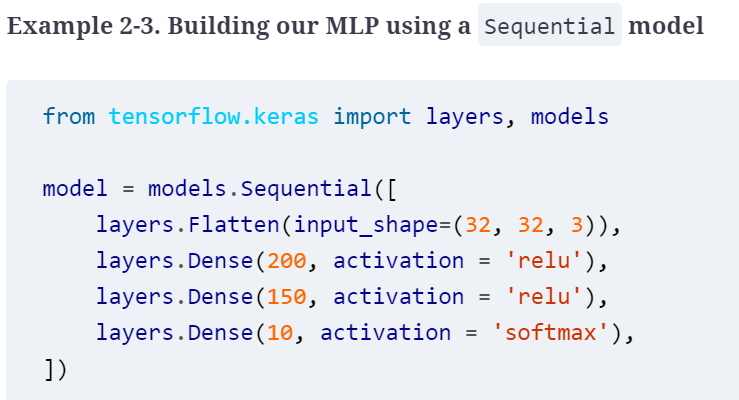 Example 2-3. Building our MLP using a Sequential model
from tensorflow.keras import layers, models
model = models.Sequential([
    layers.Flatten(input_shape=(32, 32, 3)),
    layers.Dense(200, activation = 'relu'),
    layers.Dense(150, activation = 'relu'),
    layers.Dense(10, activation = 'softmax'),
])